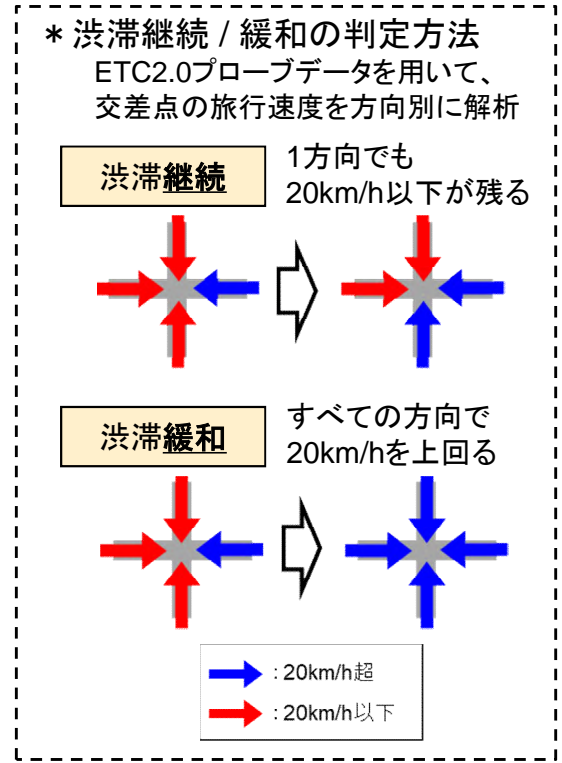 ＊渋滞継続 / 緩和の判定方法
ETC2.0プローブデータを用いて、
交差点の旅行速度を方向別に解析
渋滞継続
1方向でも
20km/h以下が残る
渋滞緩和
すべての方向で
20km/hを上回る
：20km/h超
：20km/h以下